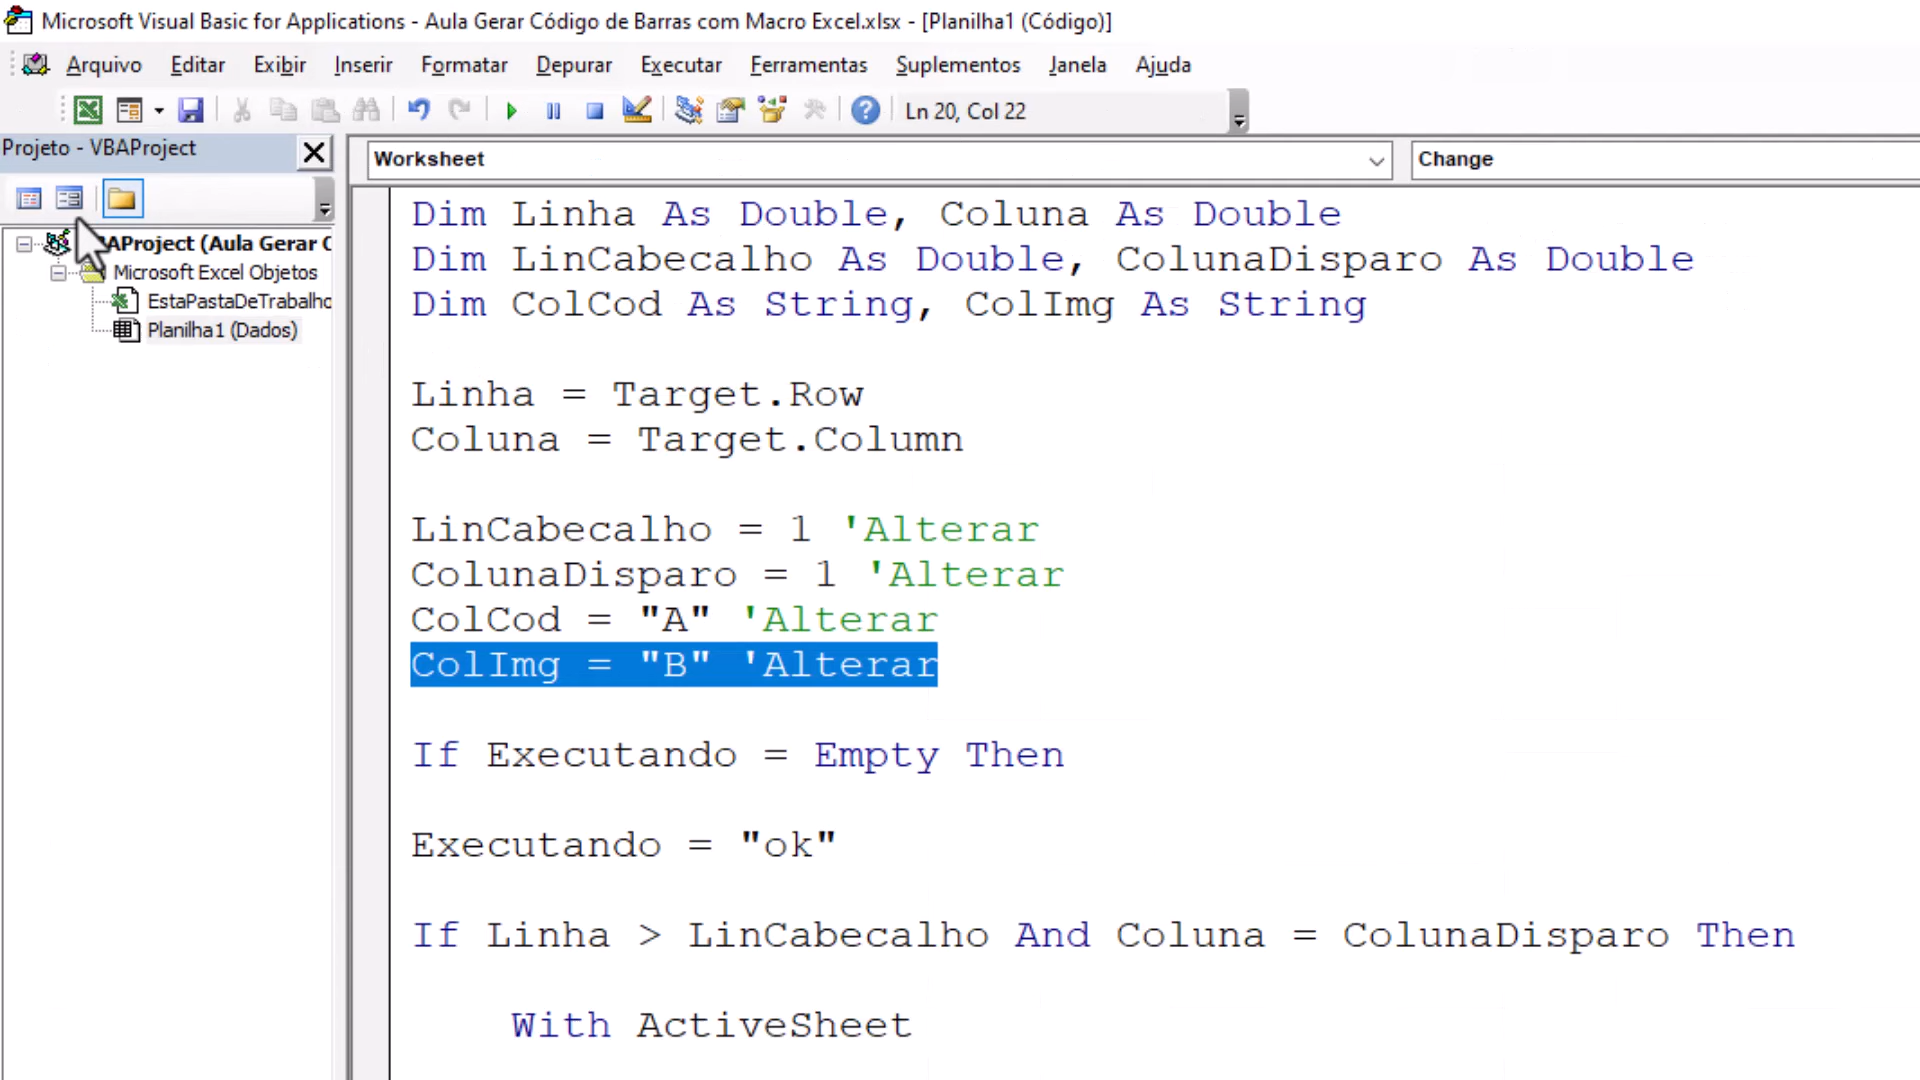 Microsoft Visual Basic for Applications - Aula Gerar Código de Barras com Macro Excel.xlsx - [Planilha1 (Código)]
Arquivo Editar Exibir Inserir Formatar Depurar Executar Ferramentas Suplementos Janela Ajuda
Ln 20, Col 22
Projeto - VBAProject
Worksheet
Change
BAProject (Aula Gerar C
Microsoft Excel Objetos
EstaPastaDeTrabalho
Planilha1 (Dados)
Dim Linha As Double, Coluna As Double
Dim LinCabecalho As Double, ColunaDisparo As Double
Dim ColCod As String, ColImg As String
Linha = Target.Row
Coluna = Target.Column
LinCabecalho = 1 'Alterar
ColunaDisparo = 1 'Alterar
ColCod = "A" 'Alterar
ColImg = "B" 'Alterar
If Executando = Empty Then
Executando = "ok"
If Linha > LinCabecalho And Coluna = ColunaDisparo Then
With ActiveSheet